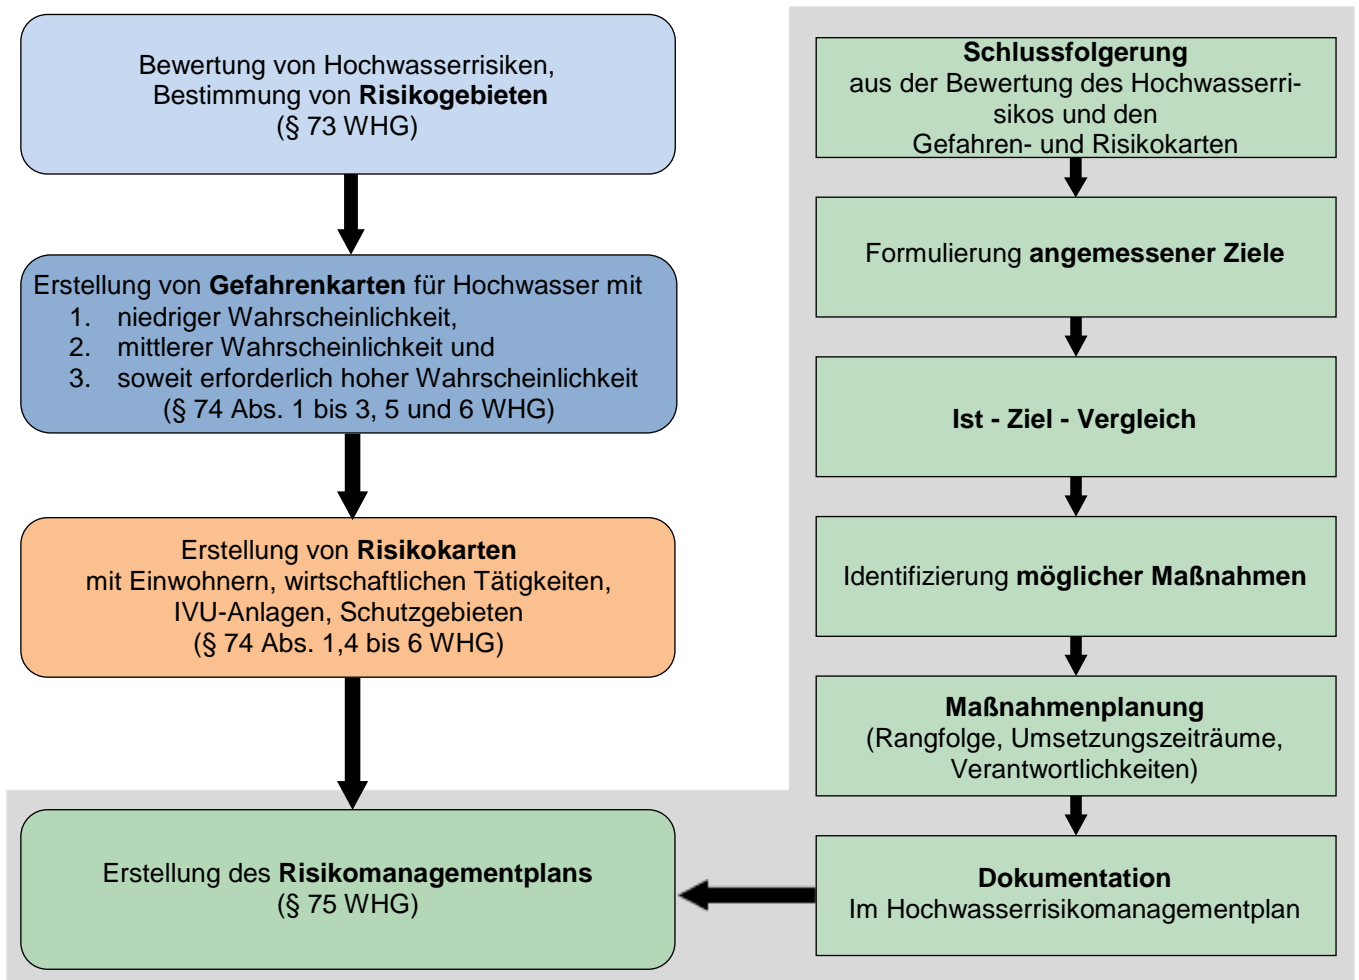 Bewertung von Hochwasserrisiken,
Bestimmung von Risikogebieten
(§ 73 WHG)
Erstellung von Gefahrenkarten für Hochwasser mit
1. niedriger Wahrscheinlichkeit,
2. mittlerer Wahrscheinlichkeit und
3. soweit erforderlich hoher Wahrscheinlichkeit
(§ 74 Abs. 1 bis 3, 5 und 6 WHG)
Erstellung von Risikokarten
mit Einwohnern, wirtschaftlichen Tätigkeiten,
IVU-Anlagen, Schutzgebieten
(§ 74 Abs. 1,4 bis 6 WHG)
Erstellung des Risikomanagementplans
(§ 75 WHG)
Schlussfolgerung
aus der Bewertung des Hochwasserri-
sikos und den
Gefahren- und Risikokarten
Formulierung angemessener Ziele
Ist - Ziel - Vergleich
Identifizierung möglicher Maßnahmen
Maßnahmenplanung
(Rangfolge, Umsetzungszeiträume,
Verantwortlichkeiten)
Dokumentation
Im Hochwasserrisikomanagementplan